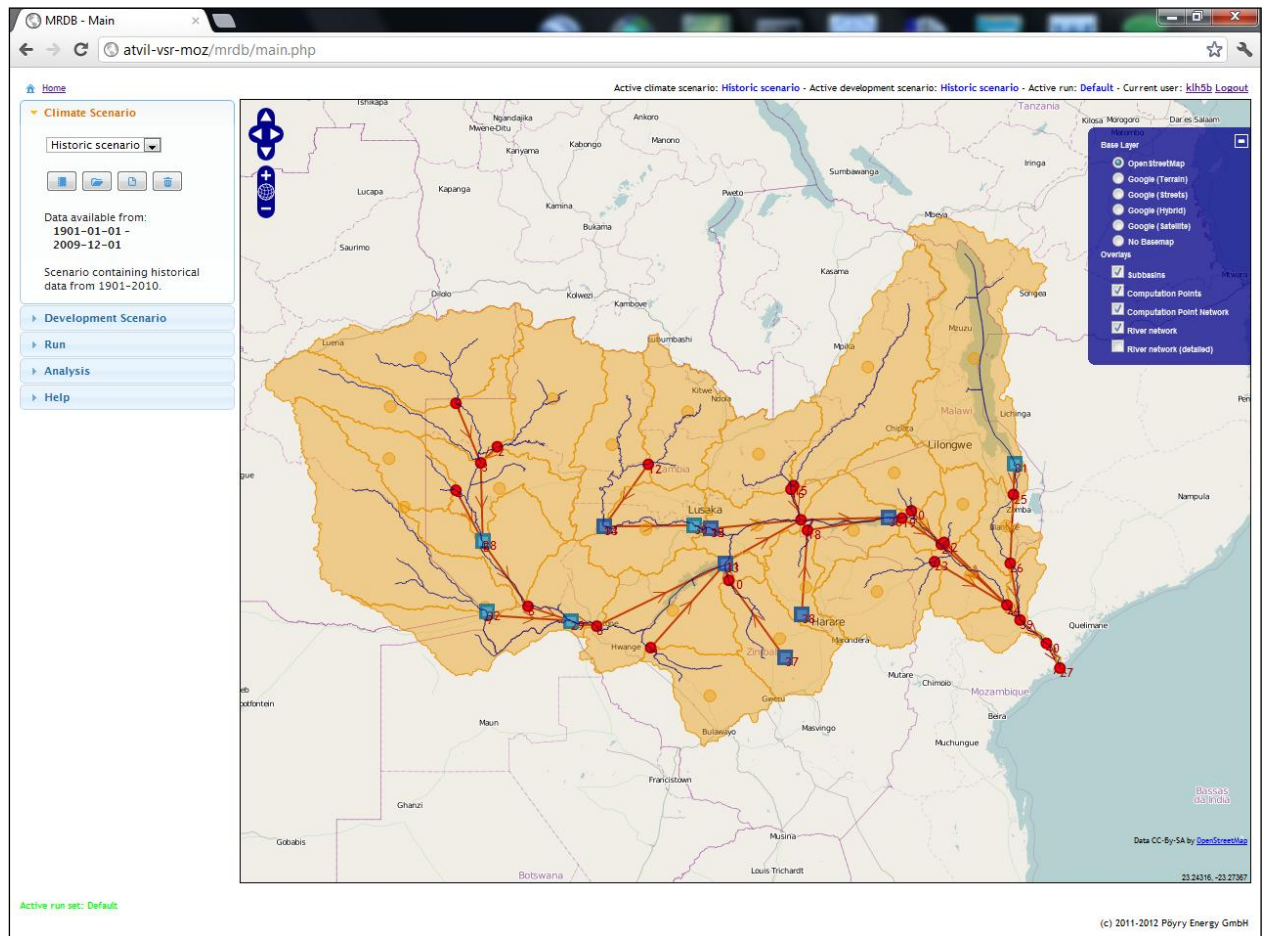 MRDB - Main
atvil-vsr-moz/mrdb/main.php
Home
Active climate scenario: Historic scenario - Active development scenario: Historic scenario - Active run: Default - Current user: klh5b Logout
Climate Scenario
Historic scenario
Data available from:
1901-01-01 -
2009-12-01
Scenario containing historical
data from 1901-2010.
Development Scenario
Run
Analysis
Help
Tshikapa
Ngandajika
Mwene-Ditu
Ankoro
Kanyama
Kabongo
Manono
Tanzania
Kilosa
Morogoro
Dar es Salaam
Base Layer
OpenStreetMap
Google (Terrain)
Google (Streets)
Google (Hybrid)
Google (Satellite)
No Basemap
Overlays
Subbasins
Computation Points
Computation Point Network
River network
River network (detailed)
Iringa
Sumbawanga
Lucapa
Kapanga
Pweto
Kamina
Bukama
Mbeya
Saurimo
Kasama
Dilolo
Kolwezi
Kambove
Songea
Mzuzu
Luena
Lubumbashi
Mpika
Kitwe
Ndola
Malawi
Lichinga
Chipata
Lilongwe
Zambia
12
Nampula
Lusaka
25
Zomba
Blantyre
22
23
Harare
Marondera
Quelimane
Hwange
37
27
Mutare
Chimoio
Mozambique
Gweru
Beira
Maun
Bulawayo
Masvingo
Muchungue
Francistown
Bassas
da India
Ghanzi
Gobabis
Musina
Data CC-By-SA by OpenStreetMap
Botswana
Louis Trichardt
23.24316, -23.27367
Active run set: Default
(c) 2011-2012 Pöyry Energy GmbH